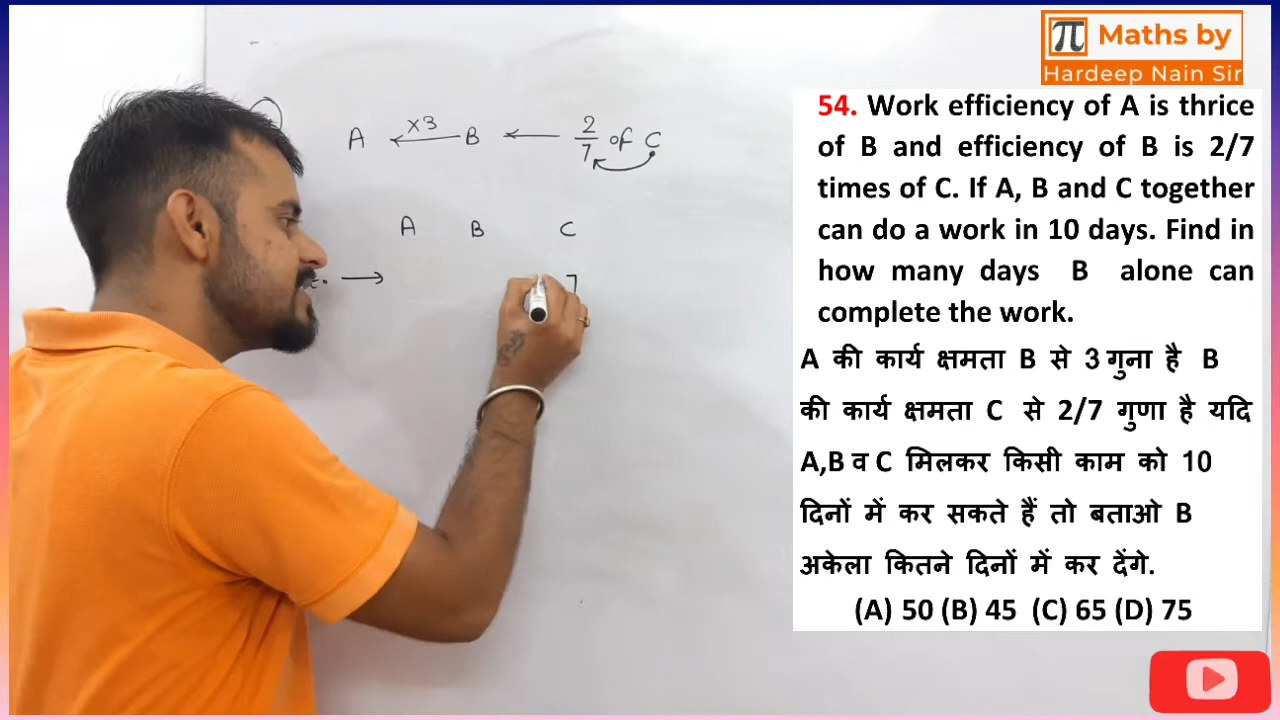 π Maths by
Hardeep Nain Sir
A ←×3 B ← 2/7 of C
A B C
→ 7
54. Work efficiency of A is thrice
of B and efficiency of B is 2/7
times of C. If A, B and C together
can do a work in 10 days. Find in
how many days B alone can
complete the work.
A की कार्य क्षमता B से 3 गुना है B
की कार्य क्षमता C से 2/7 गुणा है यदि
A,B व C मिलकर किसी काम को 10
दिनों में कर सकते हैं तो बताओ B
अकेला कितने दिनों में कर देंगे.
(A) 50 (B) 45 (C) 65 (D) 75